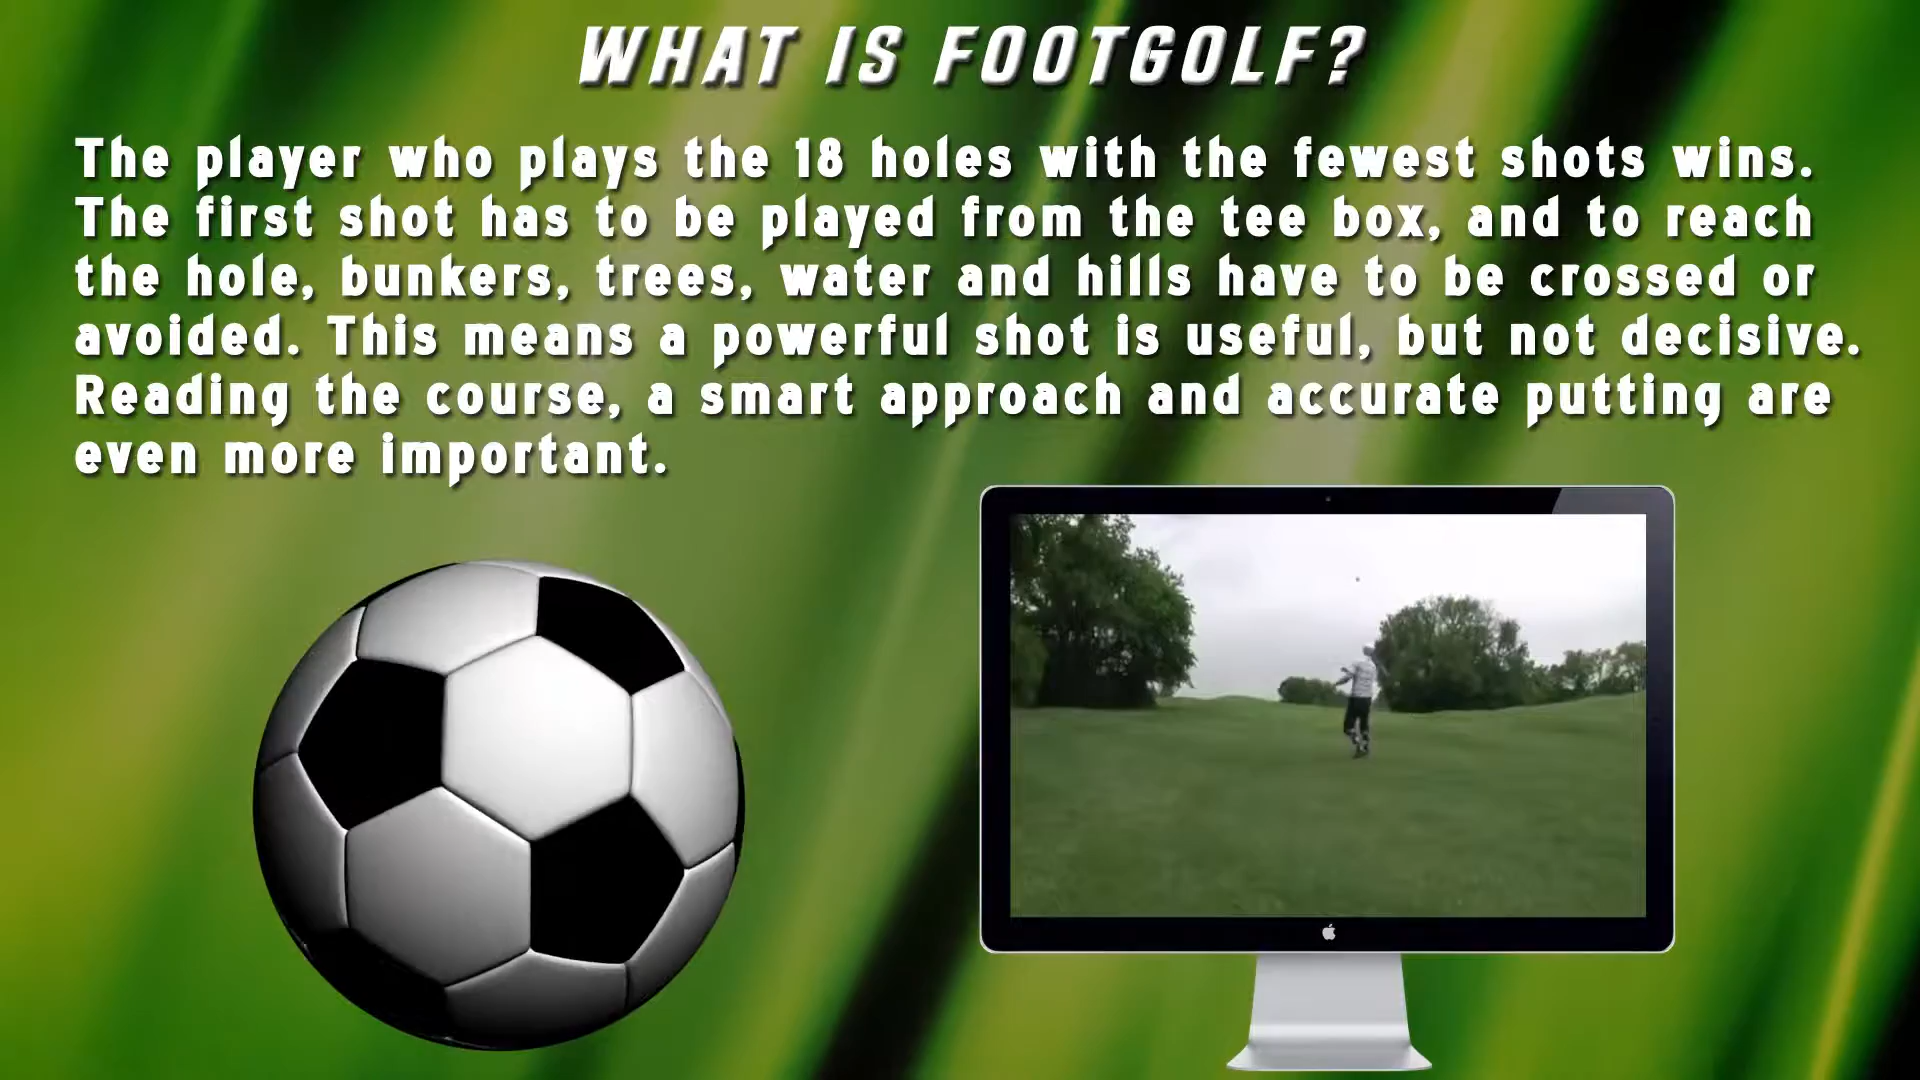 WHAT IS FOOTGOLF?
The player who plays the 18 holes with the fewest shots wins.
The first shot has to be played from the tee box, and to reach
the hole, bunkers, trees, water and hills have to be crossed or
avoided. This means a powerful shot is useful, but not decisive.
Reading the course, a smart approach and accurate putting are
even more important.